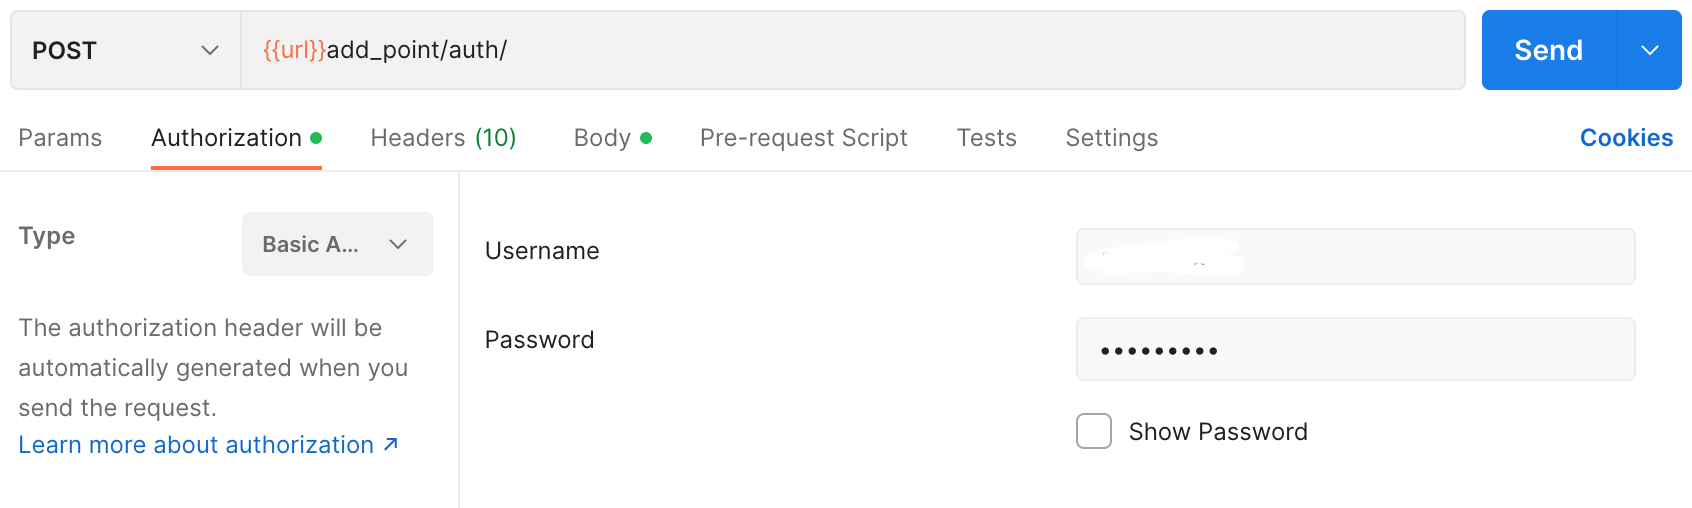 POST {{url}}add_point/auth/ Send
Params Authorization Headers (10) Body Pre-request Script Tests Settings Cookies
Type Basic A...
The authorization header will be
automatically generated when you
send the request.
Learn more about authorization ↗
Username
Password •••••••••
Show Password